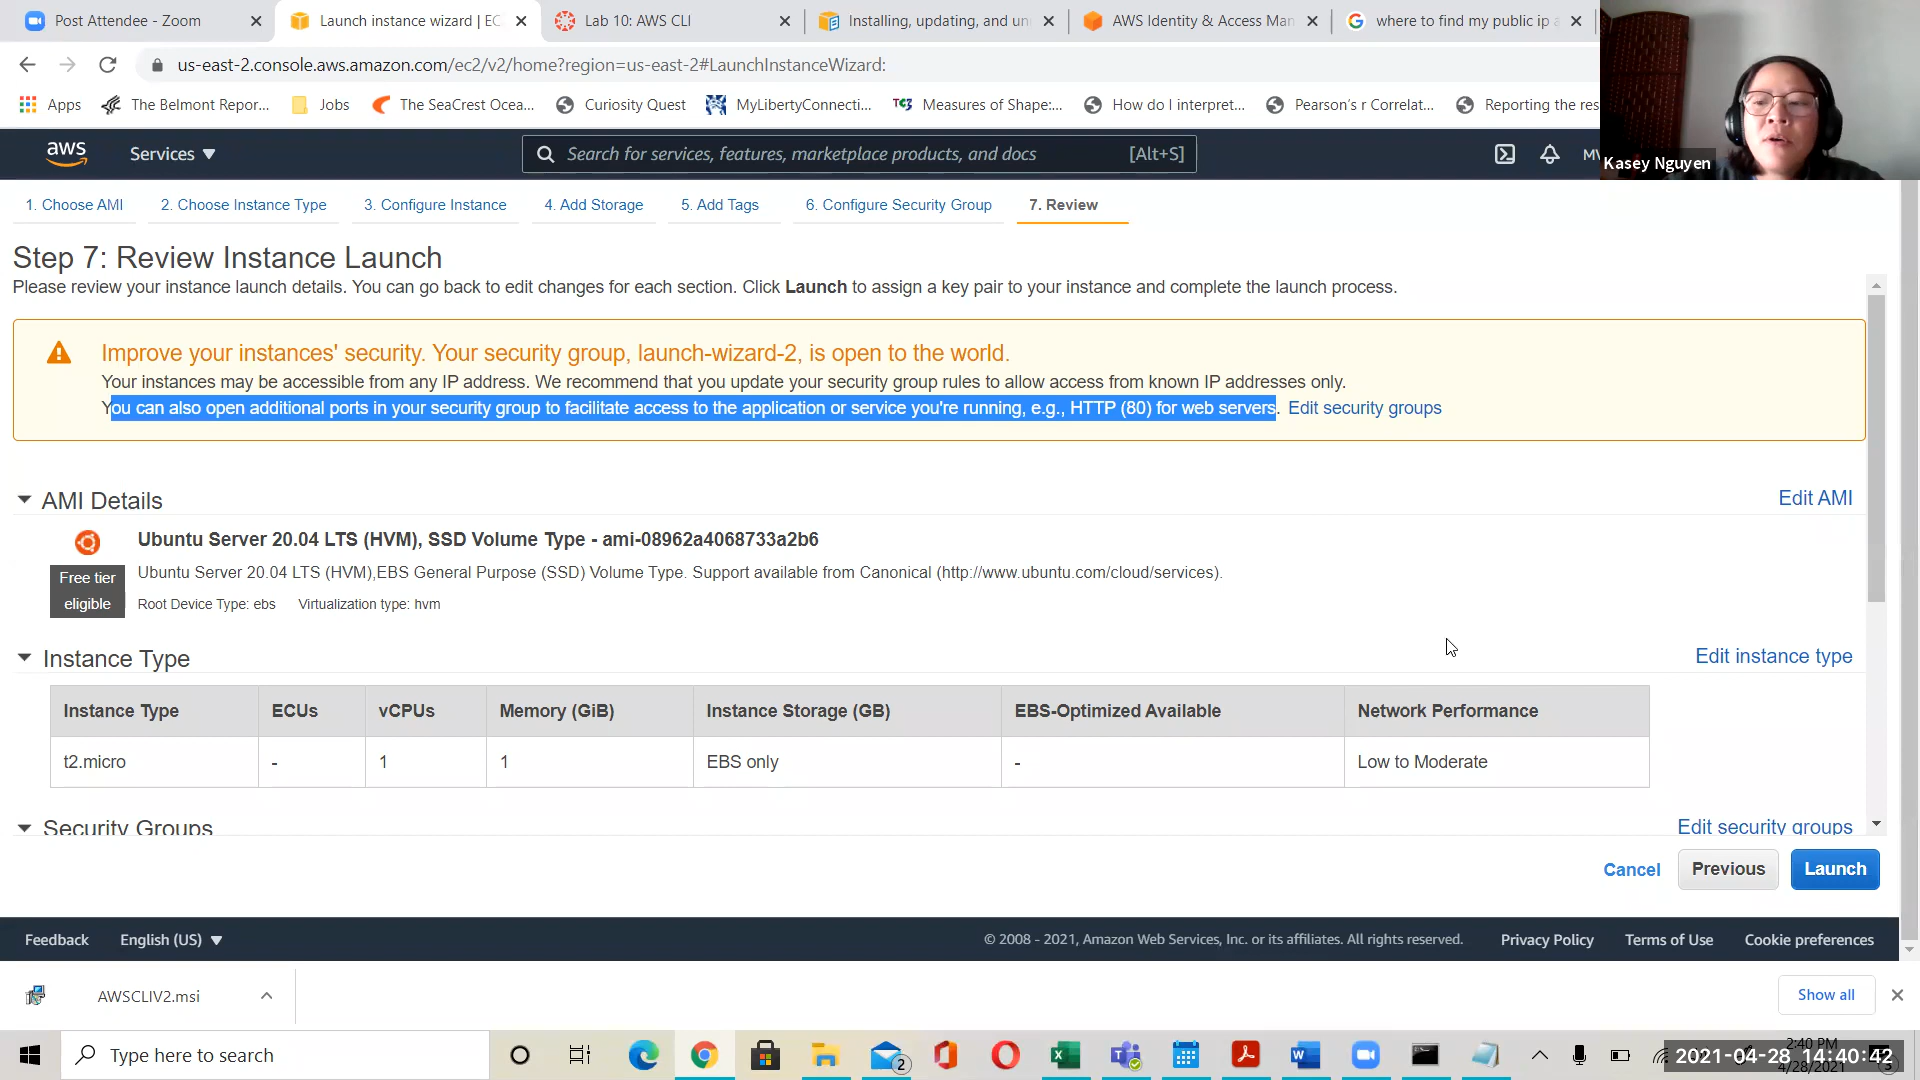 Post Attendee - Zoom
Launch instance wizard | EC
Lab 10: AWS CLI
Installing, updating, and un
AWS Identity & Access Man
where to find my public ip a
us-east-2.console.aws.amazon.com/ec2/v2/home?region=us-east-2#LaunchInstanceWizard:
Apps
The Belmont Repor...
Jobs
The SeaCrest Ocea...
Curiosity Quest
MyLibertyConnecti...
Measures of Shape:...
How do I interpret...
Pearson's r Correlat...
Reporting the res
aws
Services
Search for services, features, marketplace products, and docs
[Alt+S]
Kasey Nguyen
1. Choose AMI
2. Choose Instance Type
3. Configure Instance
4. Add Storage
5. Add Tags
6. Configure Security Group
7. Review
Step 7: Review Instance Launch
Please review your instance launch details. You can go back to edit changes for each section. Click Launch to assign a key pair to your instance and complete the launch process.
Improve your instances' security. Your security group, launch-wizard-2, is open to the world.
Your instances may be accessible from any IP address. We recommend that you update your security group rules to allow access from known IP addresses only.
You can also open additional ports in your security group to facilitate access to the application or service you're running, e.g., HTTP (80) for web servers. Edit security groups
AMI Details
Edit AMI
Ubuntu Server 20.04 LTS (HVM), SSD Volume Type - ami-08962a4068733a2b6
Free tier eligible
Ubuntu Server 20.04 LTS (HVM),EBS General Purpose (SSD) Volume Type. Support available from Canonical (http://www.ubuntu.com/cloud/services).
Root Device Type: ebs Virtualization type: hvm
Instance Type
Edit instance type
Instance Type ECUs vCPUs Memory (GiB) Instance Storage (GB) EBS-Optimized Available Network Performance
t2.micro - 1 1 EBS only - Low to Moderate
Security Groups
Edit security groups
Cancel
Previous
Launch
Feedback
English (US)
© 2008 - 2021, Amazon Web Services, Inc. or its affiliates. All rights reserved.
Privacy Policy
Terms of Use
Cookie preferences
AWSCLIV2.msi
Show all
Type here to search
2
2:40 PM
2021-04-28 14:40:42
4/28/2021